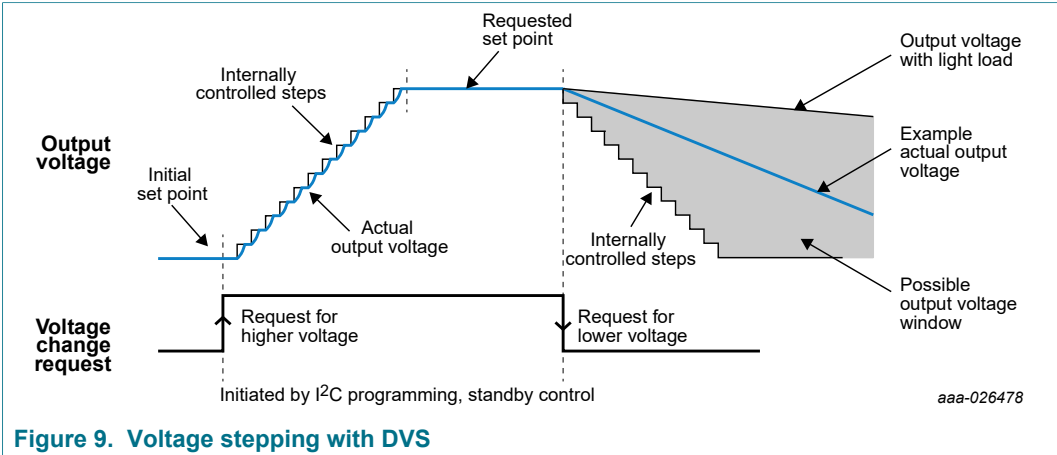 Requested
set point
Output voltage
with light load
Internally
controlled steps
Output
voltage
Example
actual output
voltage
Initial
set point
Actual
output voltage
Internally
controlled steps
Possible
output voltage
window
Voltage
change
request
Request for
higher voltage
Request for
lower voltage
Initiated by I2C programming, standby control
aaa-026478
Figure 9. Voltage stepping with DVS